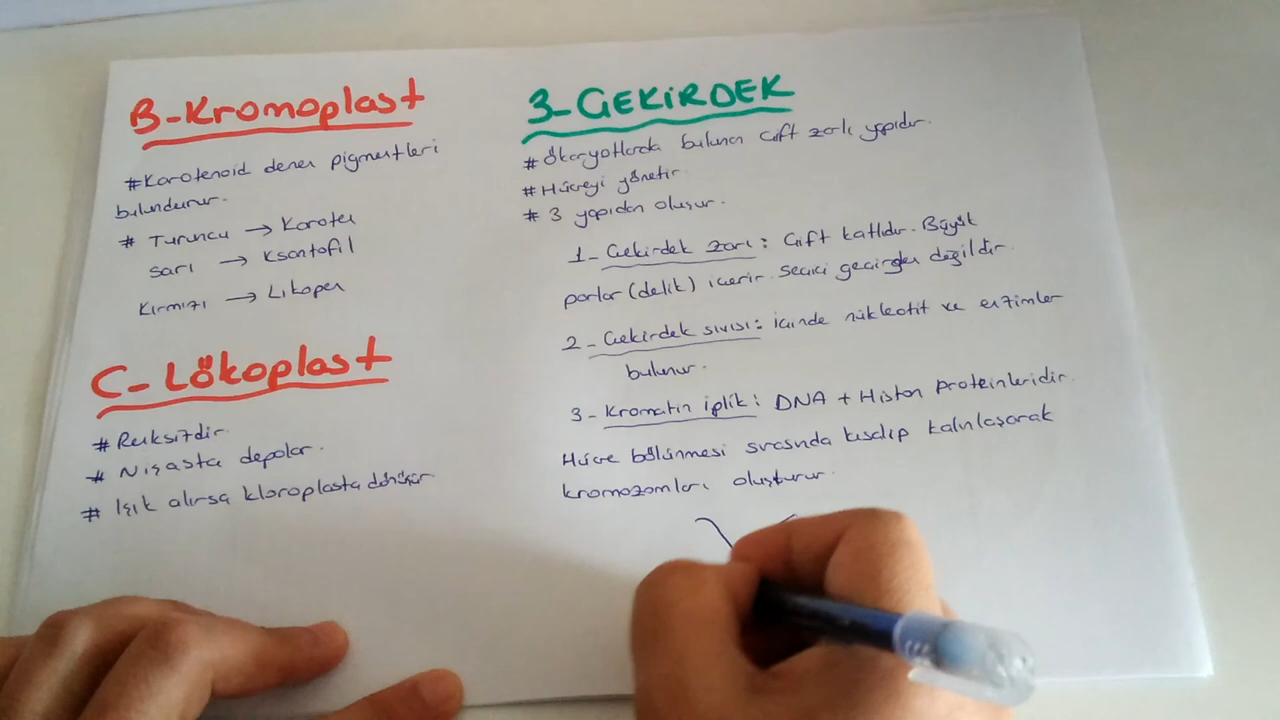 B-Kromoplast
# Karotenoid denen pigmentleri
bulundurur.
# Turuncu → Karoten
Sarı → Ksantofil
Kırmızı → Likopen
C-Lökoplast
# Renksizdir.
# Nişasta depolar.
# Işık alırsa kloroplasta dönüşür.
3-ÇEKİRDEK
# Ökaryotlarda bulunan çift zarlı yapıdır.
# Hücreyi yönetir.
# 3 yapıdan oluşur.
1- Çekirdek zarı: Çift katlıdır. Büyük
porlar (delik) içerir. Seçici geçirgen değildir.
2- Çekirdek sıvısı: içinde nükleotit ve enzimler
bulunur.
3- Kromatin iplik: DNA + Histon proteinleridir.
Hücre bölünmesi sırasında kısalıp kalınlaşarak
kromozomları oluşturur.